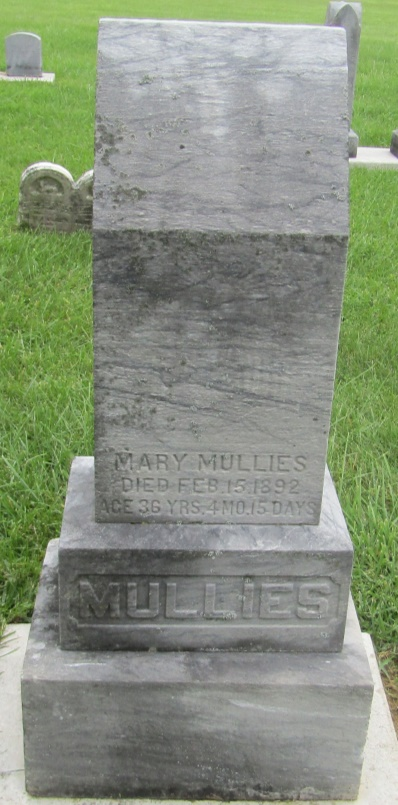 MARY MULLIES
DIED FEB. 15, 1892
AGE 36 YRS. 4 MO. 15 DAYS
MULLIES